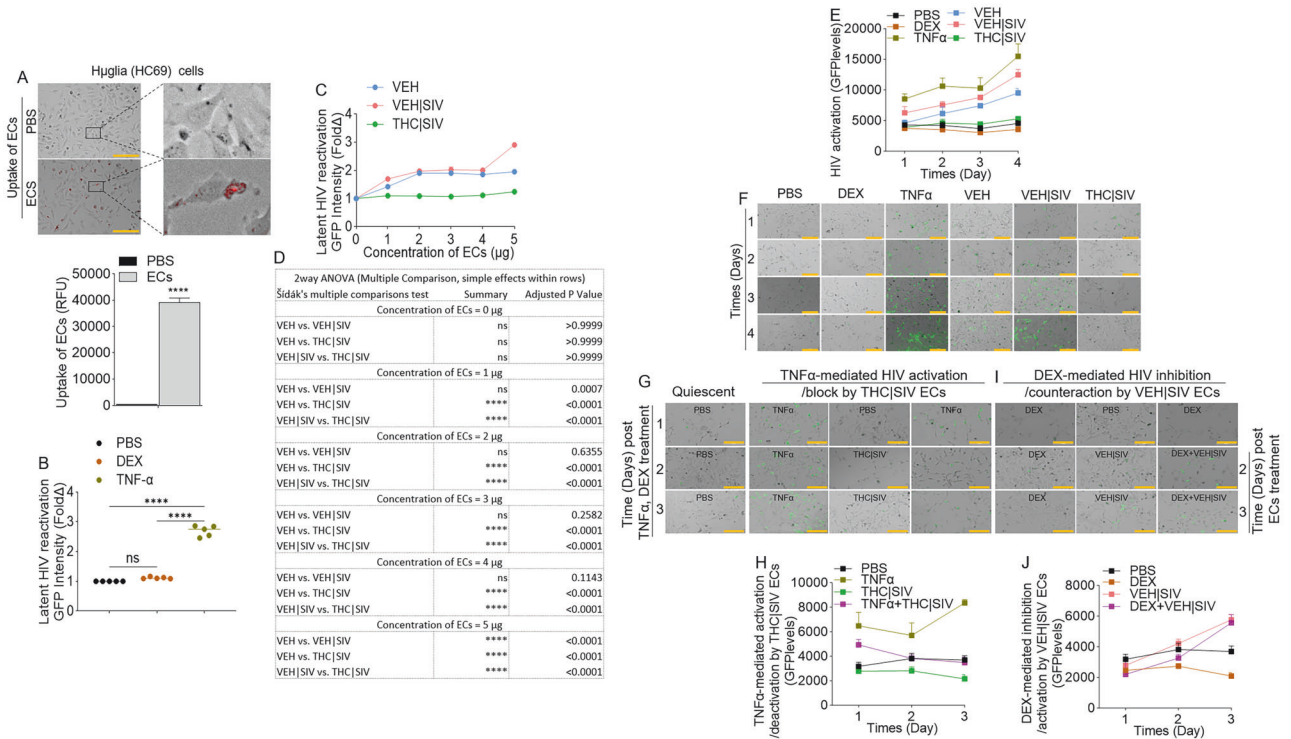 A
Hμglia (HC69) cells
Uptake of ECs
PBS
ECS
PBS
ECs
Uptake of ECs (RFU)
50000
40000
30000
20000
10000
0
****
B
PBS
DEX
TNF-α
Latent HIV reactivation
GFP Intensity (FoldΔ)
4
3
2
1
0
****
****
ns
C
VEH
VEH|SIV
THC|SIV
Latent HIV reactivation
GFP Intensity (FoldΔ)
4
3
2
1
0
0 1 2 3 4 5
Concentration of ECs (μg)
D
2way ANOVA (Multiple Comparison, simple effects within rows)
Šídák's multiple comparisons test Summary Adjusted P Value
Concentration of ECs = 0 μg
VEH vs. VEH|SIV ns >0.9999
VEH vs. THC|SIV ns >0.9999
VEH|SIV vs. THC|SIV ns >0.9999
Concentration of ECs = 1 μg
VEH vs. VEH|SIV ns 0.0007
VEH vs. THC|SIV **** <0.0001
VEH|SIV vs. THC|SIV **** <0.0001
Concentration of ECs = 2 μg
VEH vs. VEH|SIV ns 0.6355
VEH vs. THC|SIV **** <0.0001
VEH|SIV vs. THC|SIV **** <0.0001
Concentration of ECs = 3 μg
VEH vs. VEH|SIV ns 0.2582
VEH vs. THC|SIV **** <0.0001
VEH|SIV vs. THC|SIV **** <0.0001
Concentration of ECs = 4 μg
VEH vs. VEH|SIV ns 0.1143
VEH vs. THC|SIV **** <0.0001
VEH|SIV vs. THC|SIV **** <0.0001
Concentration of ECs = 5 μg
VEH vs. VEH|SIV **** <0.0001
VEH vs. THC|SIV **** <0.0001
VEH|SIV vs. THC|SIV **** <0.0001
E
PBS VEH
DEX VEH|SIV
TNFα THC|SIV
HIV activation (GFPlevels)
20000
15000
10000
5000
0
1 2 3 4
Times (Day)
F
PBS DEX TNFα VEH VEH|SIV THC|SIV
Times (Days)
1
2
3
4
G
Quiescent
TNFα-mediated HIV activation
/block by THC|SIV ECs
I
DEX-mediated HIV inhibition
/counteraction by VEH|SIV ECs
Time (Days) post
TNFα, DEX treatment
1
PBS TNFα PBS TNFα DEX PBS DEX
2
PBS TNFα THC|SIV DEX VEH|SIV DEX+VEH|SIV
2
3
PBS TNFα THC|SIV DEX VEH|SIV DEX+VEH|SIV
3
Time (Days) post
ECs treatment
H
PBS
TNFα
THC|SIV
TNFα+THC|SIV
TNFα-mediated activation
/deactivation by THC|SIV ECs
(GFPlevels)
10000
8000
6000
4000
2000
0
1 2 3
Times (Day)
J
PBS
DEX
VEH|SIV
DEX+VEH|SIV
DEX-mediated inhibition
/activation by VEH|SIV ECs
(GFPlevels)
8000
6000
4000
2000
0
1 2 3
Times (Day)